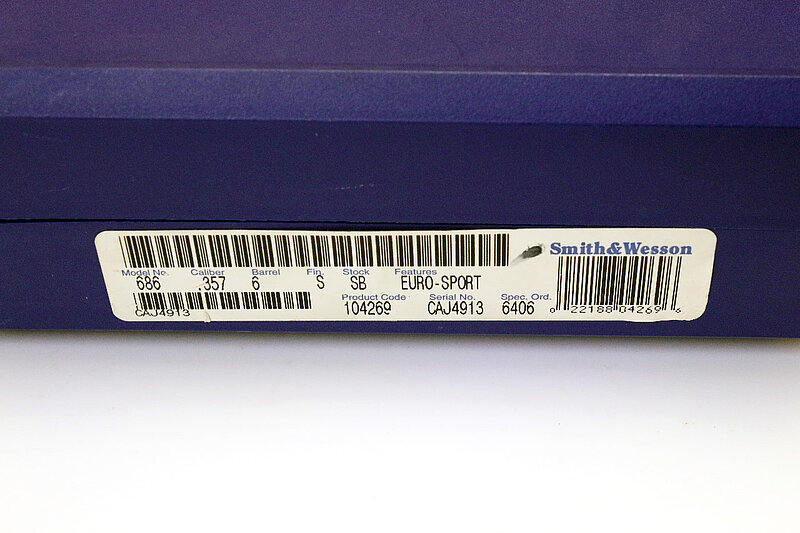 Smith&Wesson
Model No. Caliber Barrel Fin. Stock Features
686 .357 6 S SB EURO-SPORT
Product Code Serial No. Spec. Ord.
104269 CAJ4913 6406
CAJ4913
0 22188 04269 6